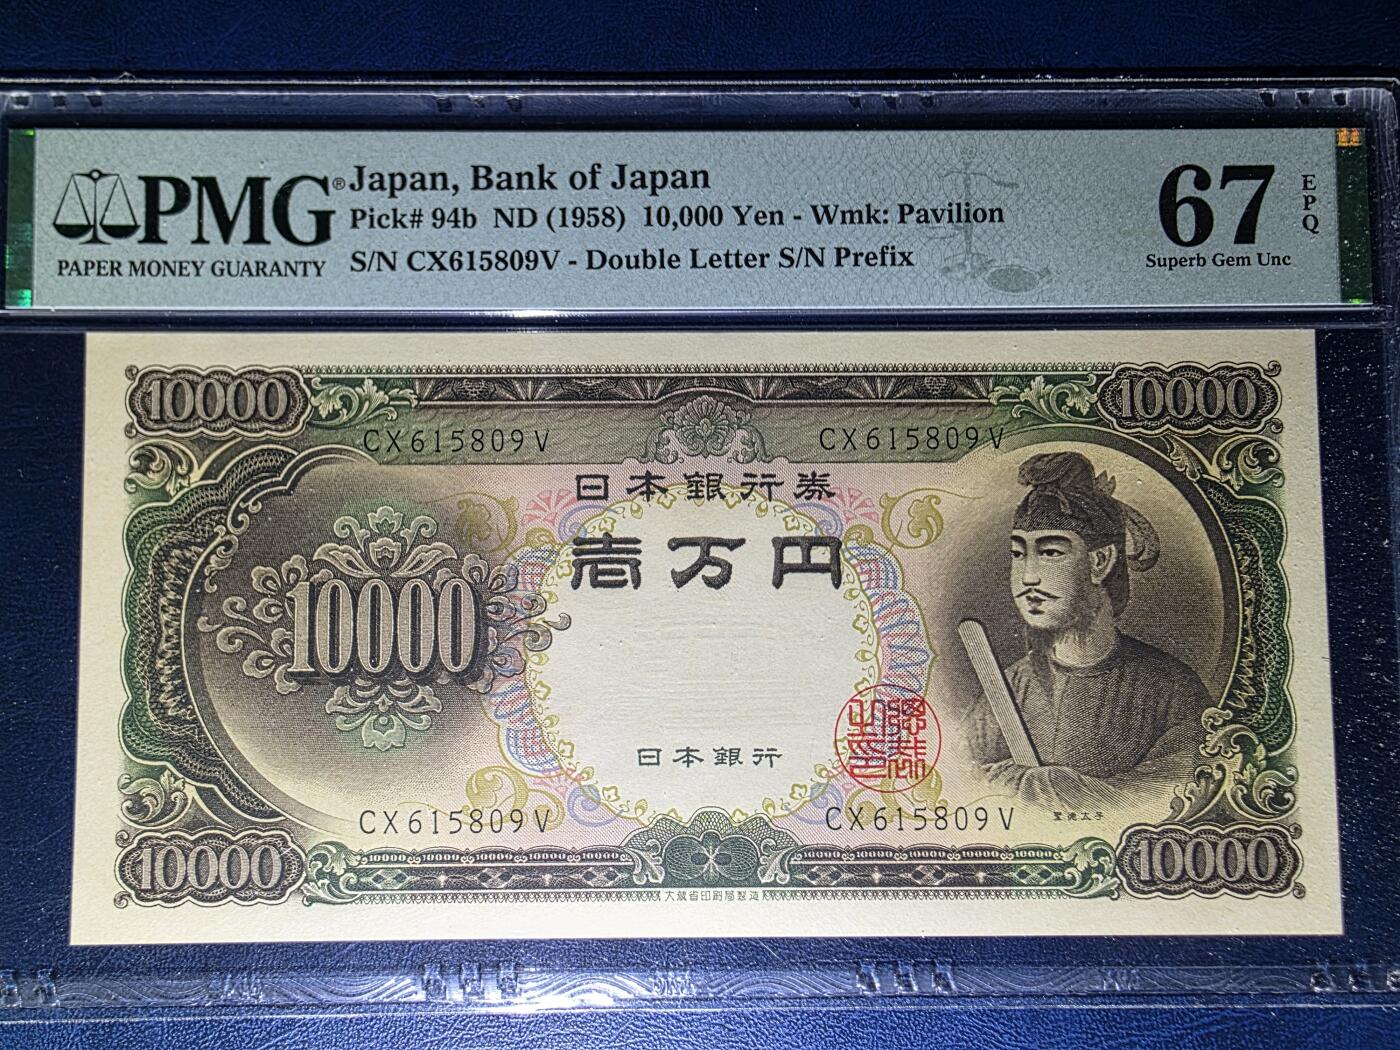 PMG®
PAPER MONEY GUARANTY
Japan, Bank of Japan
Pick# 94b ND (1958) 10,000 Yen - Wmk: Pavilion
S/N CX615809V - Double Letter S/N Prefix
67
EPQ
Superb Gem Unc
10000 10000
CX615809V CX615809V
日本銀行券
壱万円
10000
日本銀行
聖徳太子
CX615809V CX615809V
10000 10000
大蔵省印刷局製造